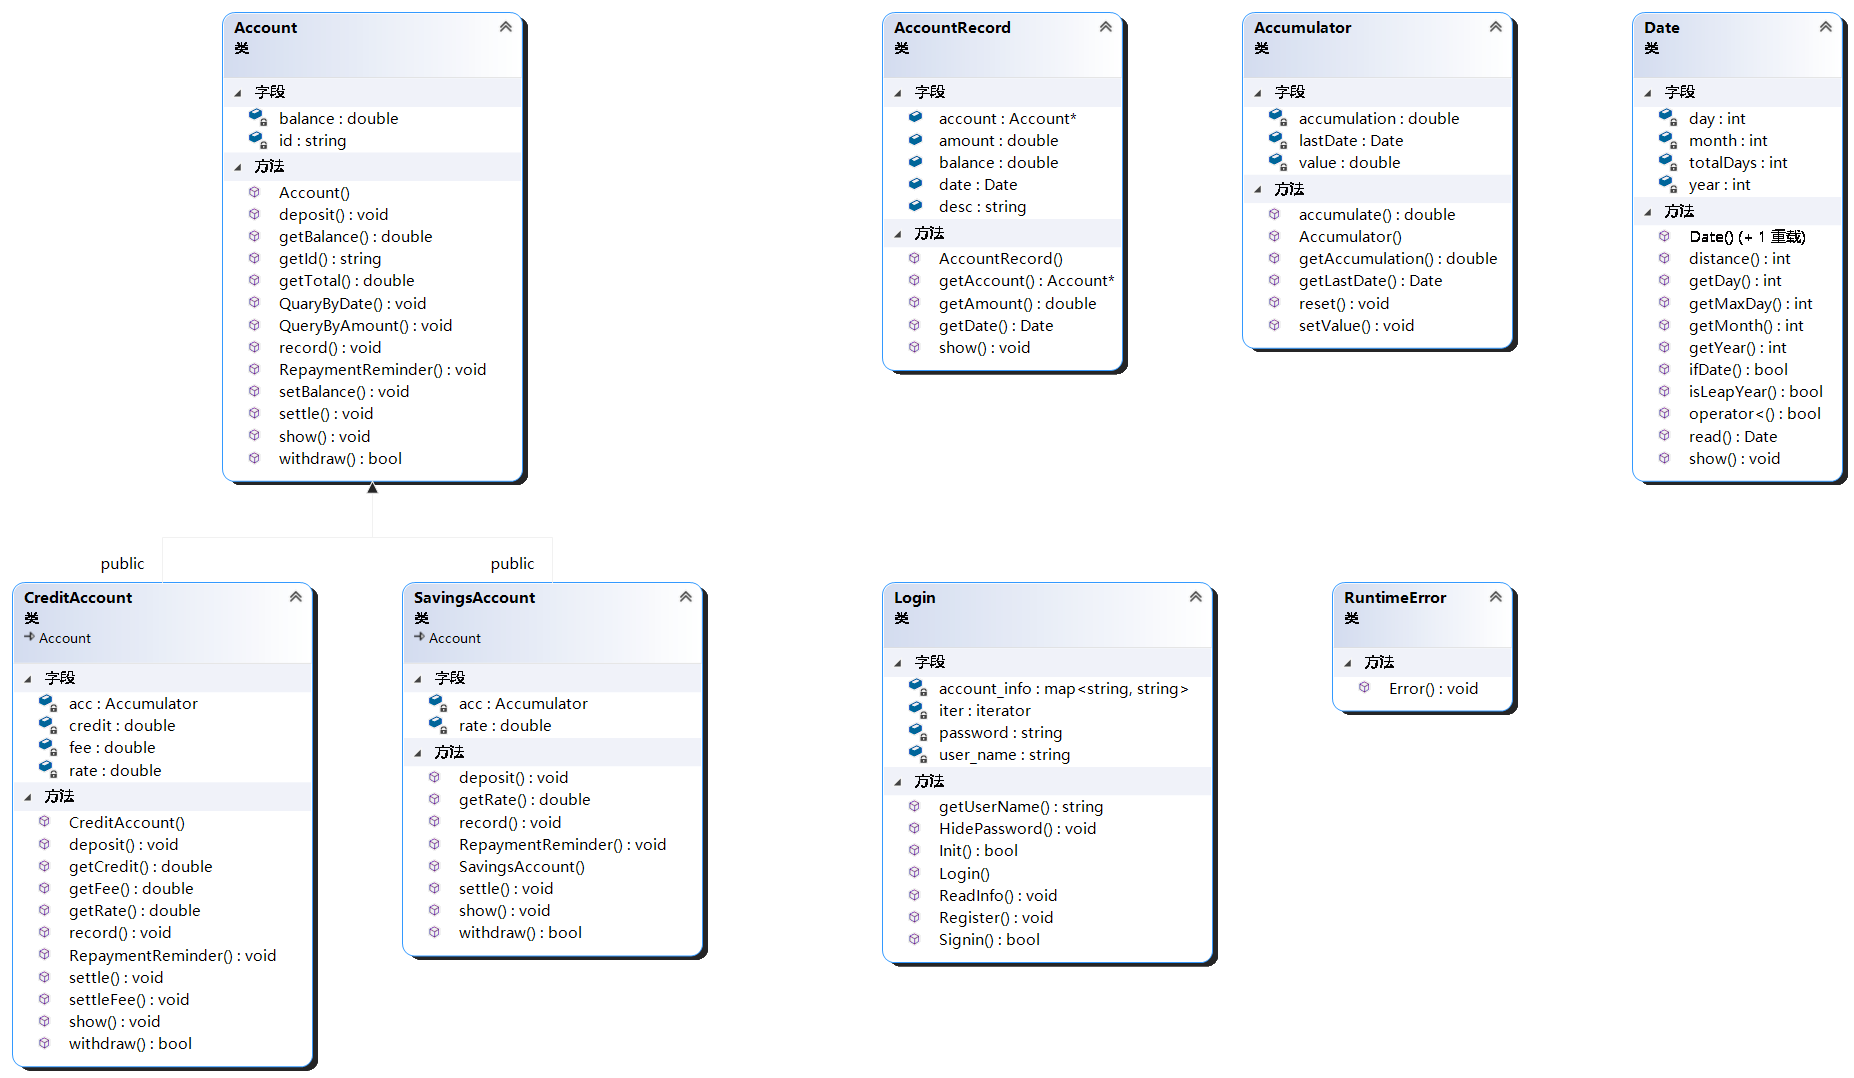 Account
类
字段
balance : double
id : string
方法
Account()
deposit() : void
getBalance() : double
getId() : string
getTotal() : double
QuaryByDate() : void
QueryByAmount() : void
record() : void
RepaymentReminder() : void
setBalance() : void
settle() : void
show() : void
withdraw() : bool
AccountRecord
类
字段
account : Account*
amount : double
balance : double
date : Date
desc : string
方法
AccountRecord()
getAccount() : Account*
getAmount() : double
getDate() : Date
show() : void
Accumulator
类
字段
accumulation : double
lastDate : Date
value : double
方法
accumulate() : double
Accumulator()
getAccumulation() : double
getLastDate() : Date
reset() : void
setValue() : void
Date
类
字段
day : int
month : int
totalDays : int
year : int
方法
Date() (+ 1 重载)
distance() : int
getDay() : int
getMaxDay() : int
getMonth() : int
getYear() : int
ifDate() : bool
isLeapYear() : bool
operator<() : bool
read() : Date
show() : void
public
public
CreditAccount
类
Account
字段
acc : Accumulator
credit : double
fee : double
rate : double
方法
CreditAccount()
deposit() : void
getCredit() : double
getFee() : double
getRate() : double
record() : void
RepaymentReminder() : void
settle() : void
settleFee() : void
show() : void
withdraw() : bool
SavingsAccount
类
Account
字段
acc : Accumulator
rate : double
方法
deposit() : void
getRate() : double
record() : void
RepaymentReminder() : void
SavingsAccount()
settle() : void
show() : void
withdraw() : bool
Login
类
字段
account_info : map<string, string>
iter : iterator
password : string
user_name : string
方法
getUserName() : string
HidePassword() : void
Init() : bool
Login()
ReadInfo() : void
Register() : void
Signin() : bool
RuntimeError
类
方法
Error() : void